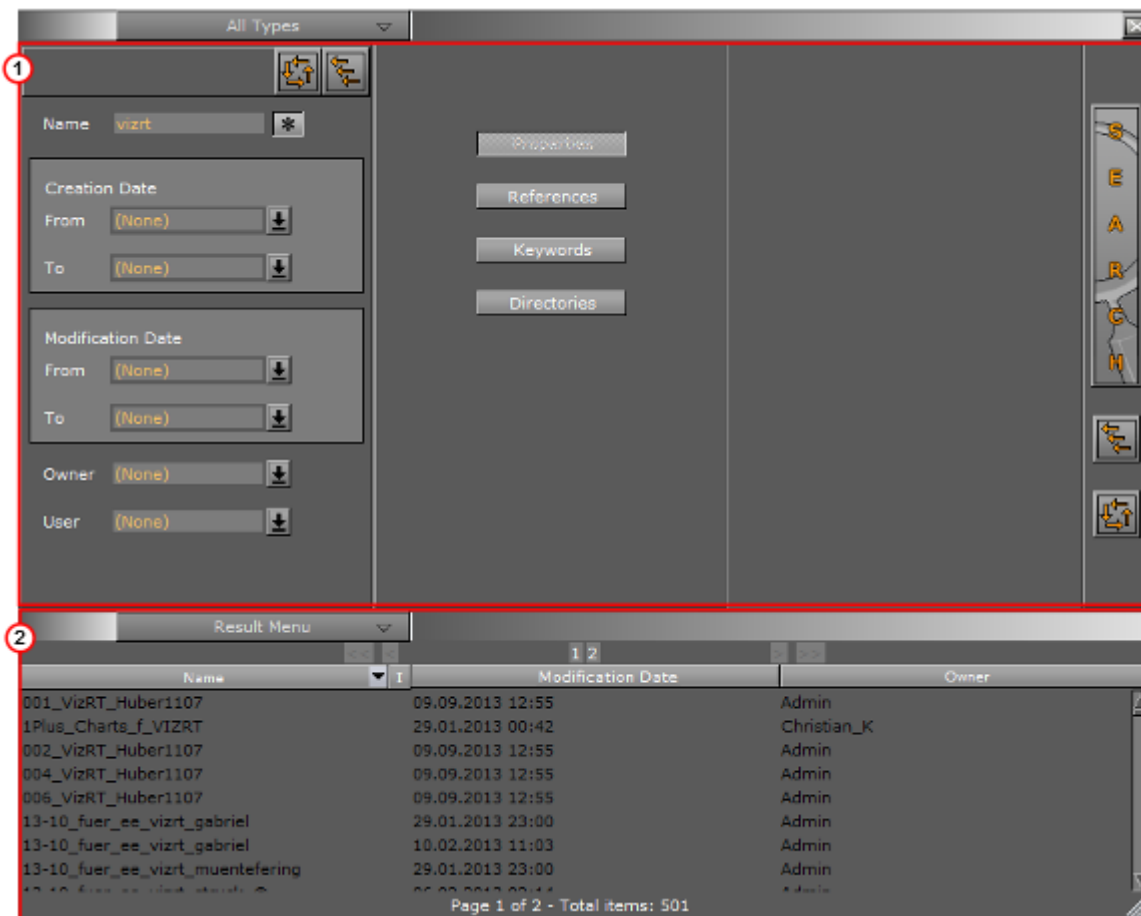 All Types
1
Name vizrt *
Creation Date
From (None)
To (None)
Modification Date
From (None)
To (None)
Owner (None)
User (None)
Properties
References
Keywords
Directories
S
E
A
R
C
H
2
Result Menu
<< < 1 2 > >>
Name I Modification Date Owner
001_VizRT_Huber1107 09.09.2013 12:55 Admin
1Plus_Charts_f_VIZRT 29.01.2013 00:42 Christian_K
002_VizRT_Huber1107 09.09.2013 12:55 Admin
004_VizRT_Huber1107 09.09.2013 12:55 Admin
006_VizRT_Huber1107 09.09.2013 12:55 Admin
13-10_fuer_ee_vizrt_gabriel 29.01.2013 23:00 Admin
13-10_fuer_ee_vizrt_gabriel 10.02.2013 11:03 Admin
13-10_fuer_ee_vizrt_muentefering 29.01.2013 23:00 Admin
Page 1 of 2 - Total items: 501